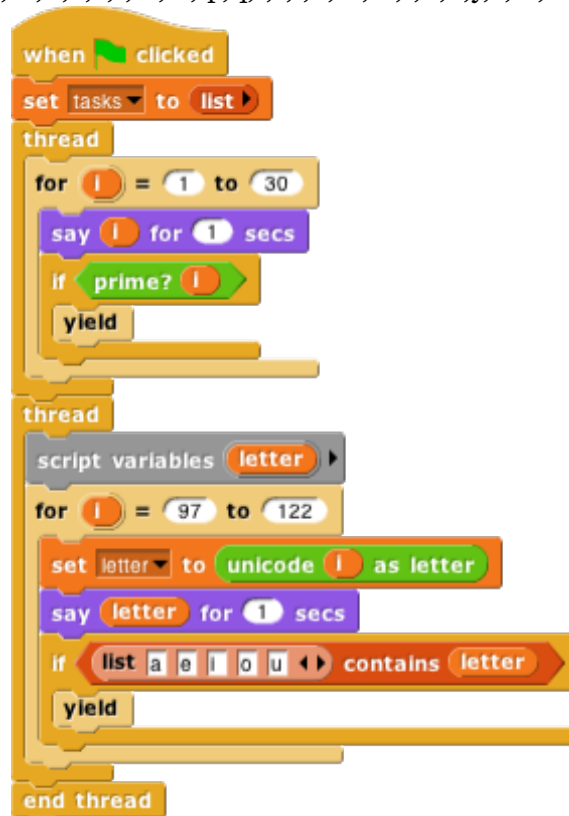 when clicked
set tasks to list
thread
for i = 1 to 30
say i for 1 secs
if prime? i
yield
thread
script variables letter
for i = 97 to 122
set letter to unicode i as letter
say letter for 1 secs
if list a e i o u contains letter
yield
end thread